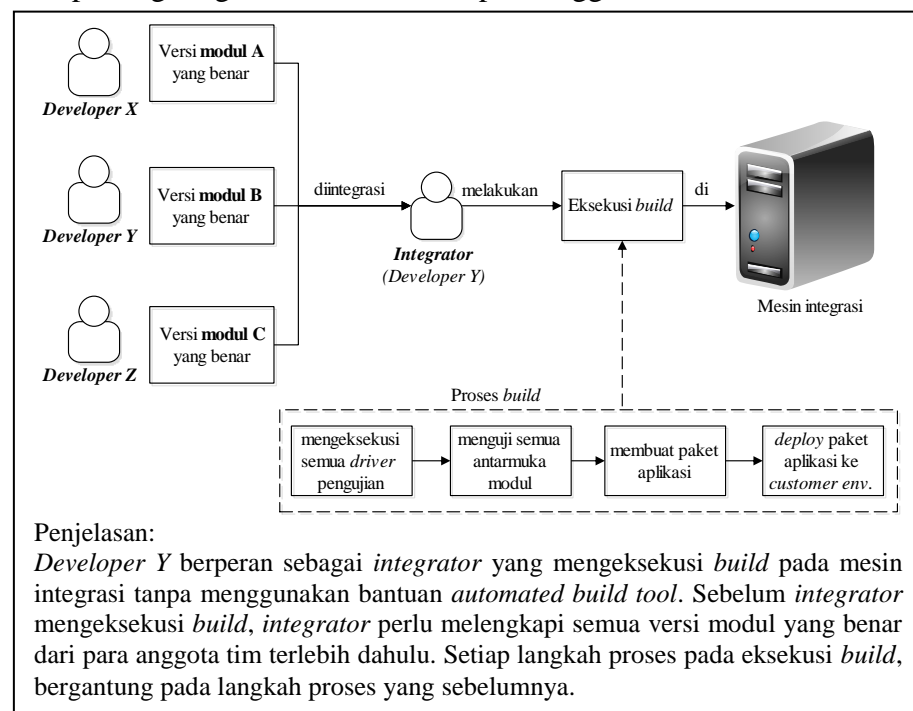 Versi modul A
yang benar
Developer X
Versi modul B
yang benar
Developer Y
Versi modul C
yang benar
Developer Z
diintegrasi
Integrator
(Developer Y)
melakukan
Eksekusi build
di
Mesin integrasi
Proses build
mengeksekusi
semua driver
pengujian
menguji semua
antarmuka
modul
membuat paket
aplikasi
deploy paket
aplikasi ke
customer env.
Penjelasan:
Developer Y berperan sebagai integrator yang mengeksekusi build pada mesin
integrasi tanpa menggunakan bantuan automated build tool. Sebelum integrator
mengeksekusi build, integrator perlu melengkapi semua versi modul yang benar
dari para anggota tim terlebih dahulu. Setiap langkah proses pada eksekusi build,
bergantung pada langkah proses yang sebelumnya.